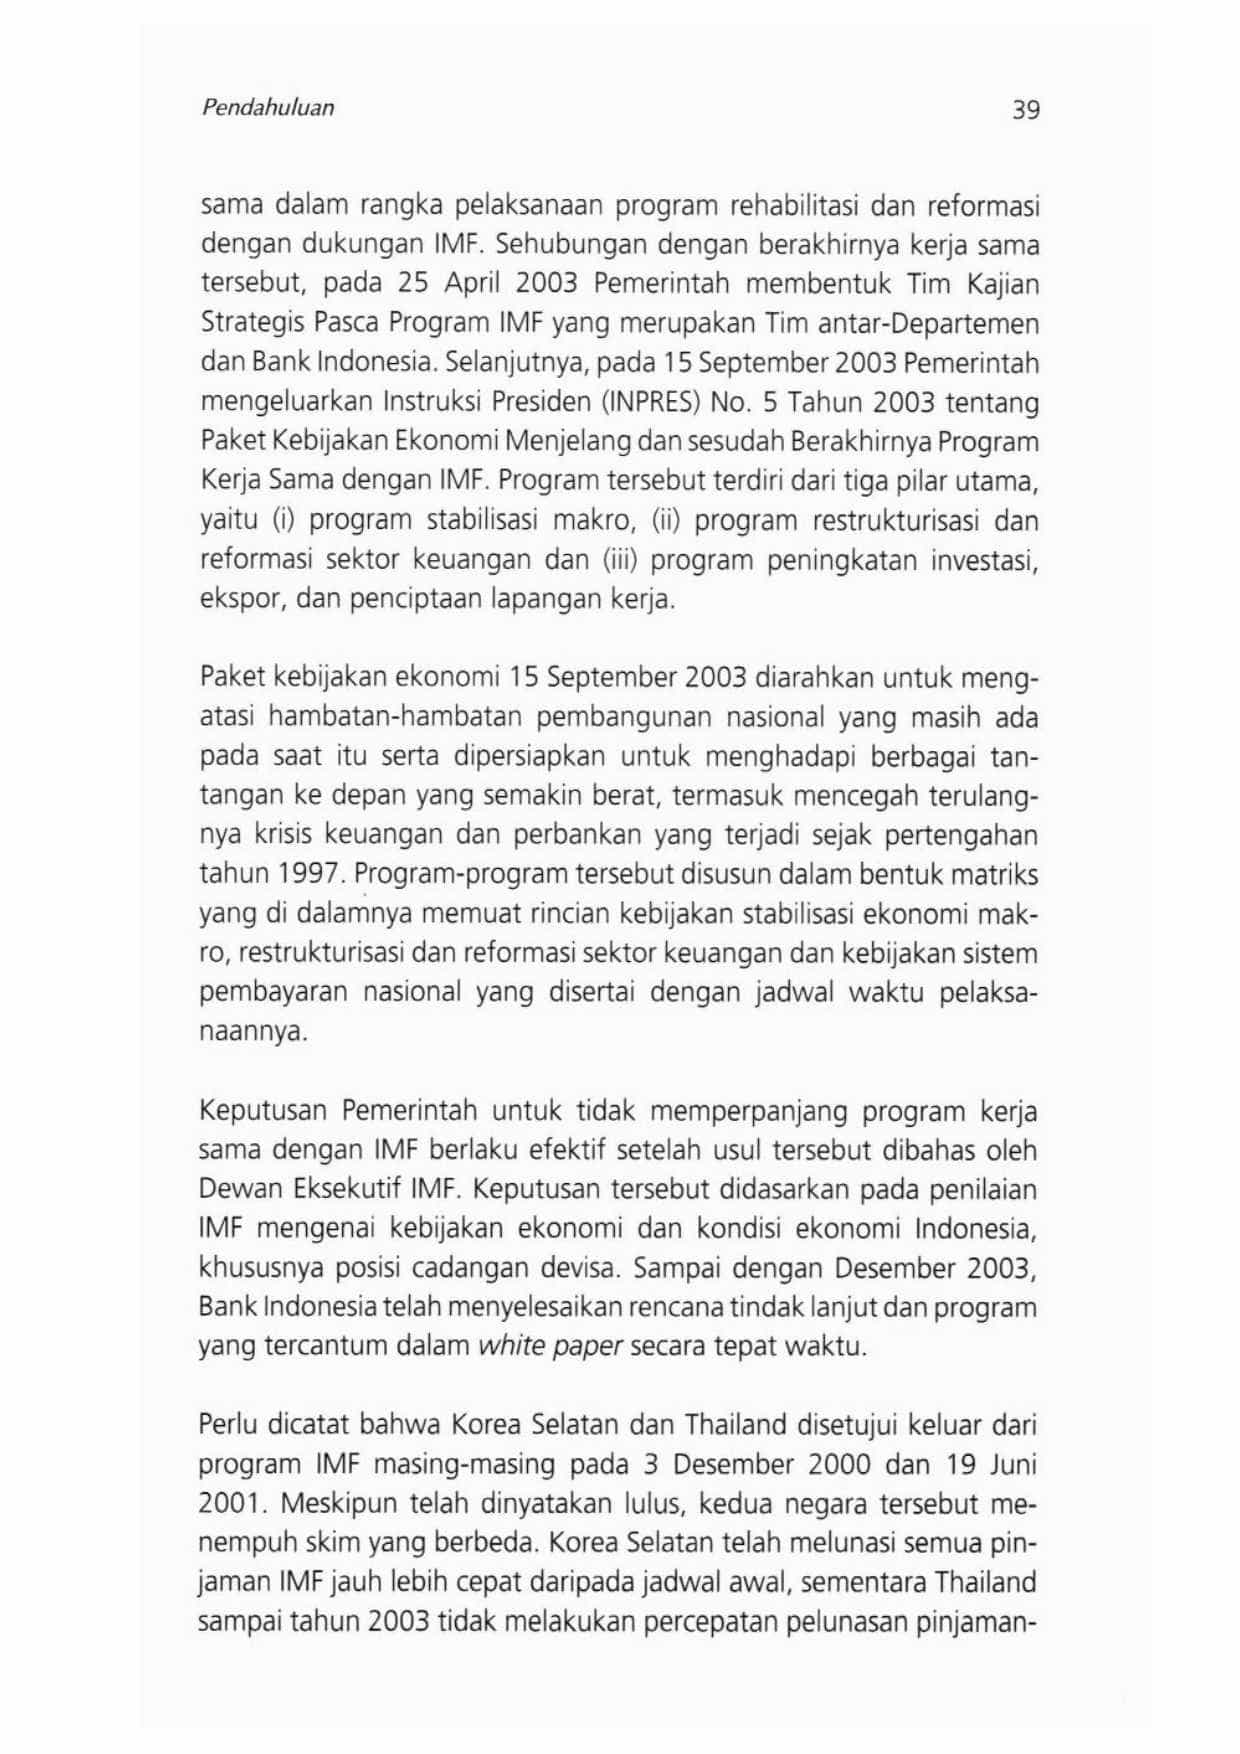 Pendahuluan 39
sama dalam rangka pelaksanaan program rehabilitasi dan reformasi
dengan dukungan IMF. Sehubungan dengan berakhirnya kerja sama
tersebut, pada 25 April 2003 Pemerintah membentuk Tim Kajian
Strategis Pasca Program IMF yang merupakan Tim antar-Departemen
dan Bank Indonesia. Selanjutnya, pada 15 September 2003 Pemerintah
mengeluarkan Instruksi Presiden (INPRES) No. 5 Tahun 2003 tentang
Paket Kebijakan Ekonomi Menjelang dan sesudah Berakhirnya Program
Kerja Sama dengan IMF. Program tersebut terdiri dari tiga pilar utama,
yaitu (i) program stabilisasi makro, (ii) program restrukturisasi dan
reformasi sektor keuangan dan (iii) program peningkatan investasi,
ekspor, dan penciptaan lapangan kerja.
Paket kebijakan ekonomi 15 September 2003 diarahkan untuk meng-
atasi hambatan-hambatan pembangunan nasional yang masih ada
pada saat itu serta dipersiapkan untuk menghadapi berbagai tan-
tangan ke depan yang semakin berat, termasuk mencegah terulang-
nya krisis keuangan dan perbankan yang terjadi sejak pertengahan
tahun 1997. Program-program tersebut disusun dalam bentuk matriks
yang di dalamnya memuat rincian kebijakan stabilisasi ekonomi mak-
ro, restrukturisasi dan reformasi sektor keuangan dan kebijakan sistem
pembayaran nasional yang disertai dengan jadwal waktu pelaksa-
naannya.
Keputusan Pemerintah untuk tidak memperpanjang program kerja
sama dengan IMF berlaku efektif setelah usul tersebut dibahas oleh
Dewan Eksekutif IMF. Keputusan tersebut didasarkan pada penilaian
IMF mengenai kebijakan ekonomi dan kondisi ekonomi Indonesia,
khususnya posisi cadangan devisa. Sampai dengan Desember 2003,
Bank Indonesia telah menyelesaikan rencana tindak lanjut dan program
yang tercantum dalam white paper secara tepat waktu.
Perlu dicatat bahwa Korea Selatan dan Thailand disetujui keluar dari
program IMF masing-masing pada 3 Desember 2000 dan 19 Juni
2001. Meskipun telah dinyatakan lulus, kedua negara tersebut me-
nempuh skim yang berbeda. Korea Selatan telah melunasi semua pin-
jaman IMF jauh lebih cepat daripada jadwal awal, sementara Thailand
sampai tahun 2003 tidak melakukan percepatan pelunasan pinjaman-